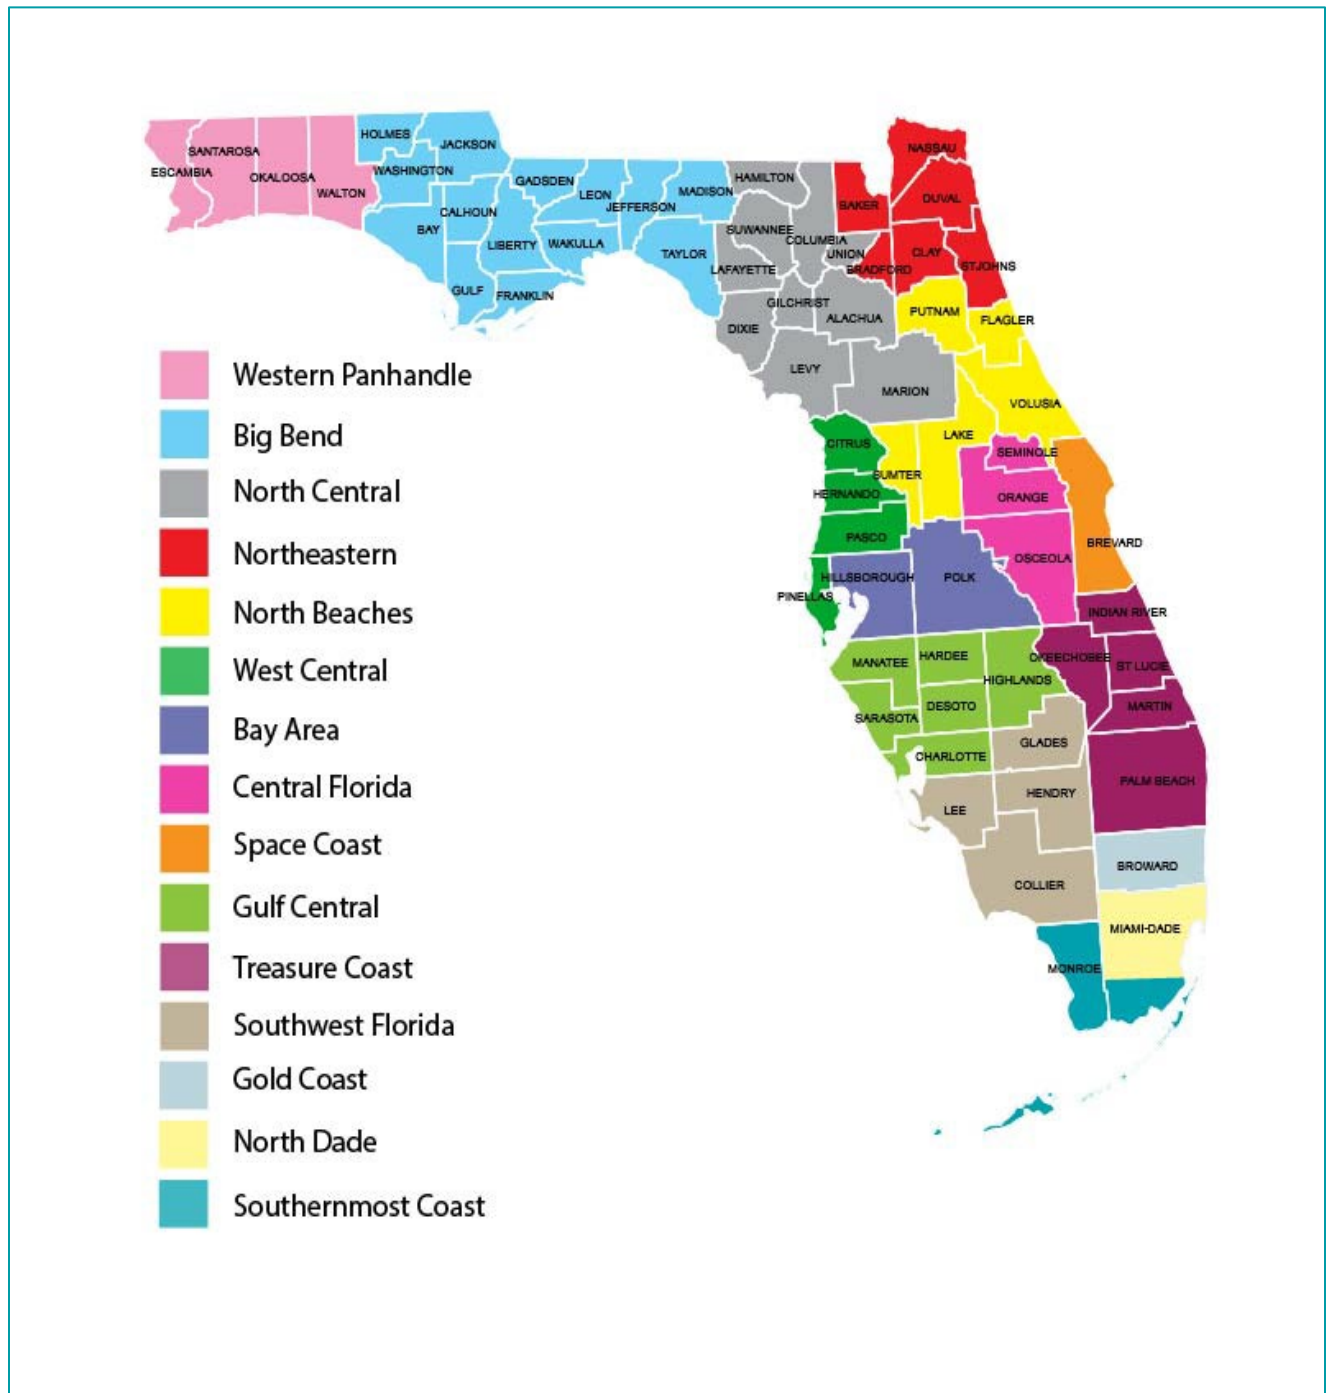 NASSAU
HOLMES
JACKSON
SANTAROSA
ESCAMBIA
OKALOOSA
WALTON
WASHINGTON
GADSDEN
LEON
JEFFERSON
MADISON
HAMILTON
BAKER
DUVAL
CALHOUN
BAY
LIBERTY
WAKULLA
TAYLOR
SUWANNEE
COLUMBIA
UNION
CLAY
LAFAYETTE
BRADFORD
STJOHNS
GULF
FRANKLIN
GILCHRIST
DIXIE
ALACHUA
PUTNAM
FLAGLER
LEVY
MARION
VOLUSIA
CITRUS
LAKE
SEMINOLE
SUMTER
HERNANDO
ORANGE
PASCO
BREVARD
OSCEOLA
HILLSBOROUGH
POLK
PINELLAS
INDIAN RIVER
MANATEE
HARDEE
OKEECHOBEE
ST LUCIE
HIGHLANDS
DESOTO
MARTIN
SARASOTA
GLADES
CHARLOTTE
PALM BEACH
HENDRY
LEE
BROWARD
COLLIER
MIAMI-DADE
MONROE
Western Panhandle
Big Bend
North Central
Northeastern
North Beaches
West Central
Bay Area
Central Florida
Space Coast
Gulf Central
Treasure Coast
Southwest Florida
Gold Coast
North Dade
Southernmost Coast